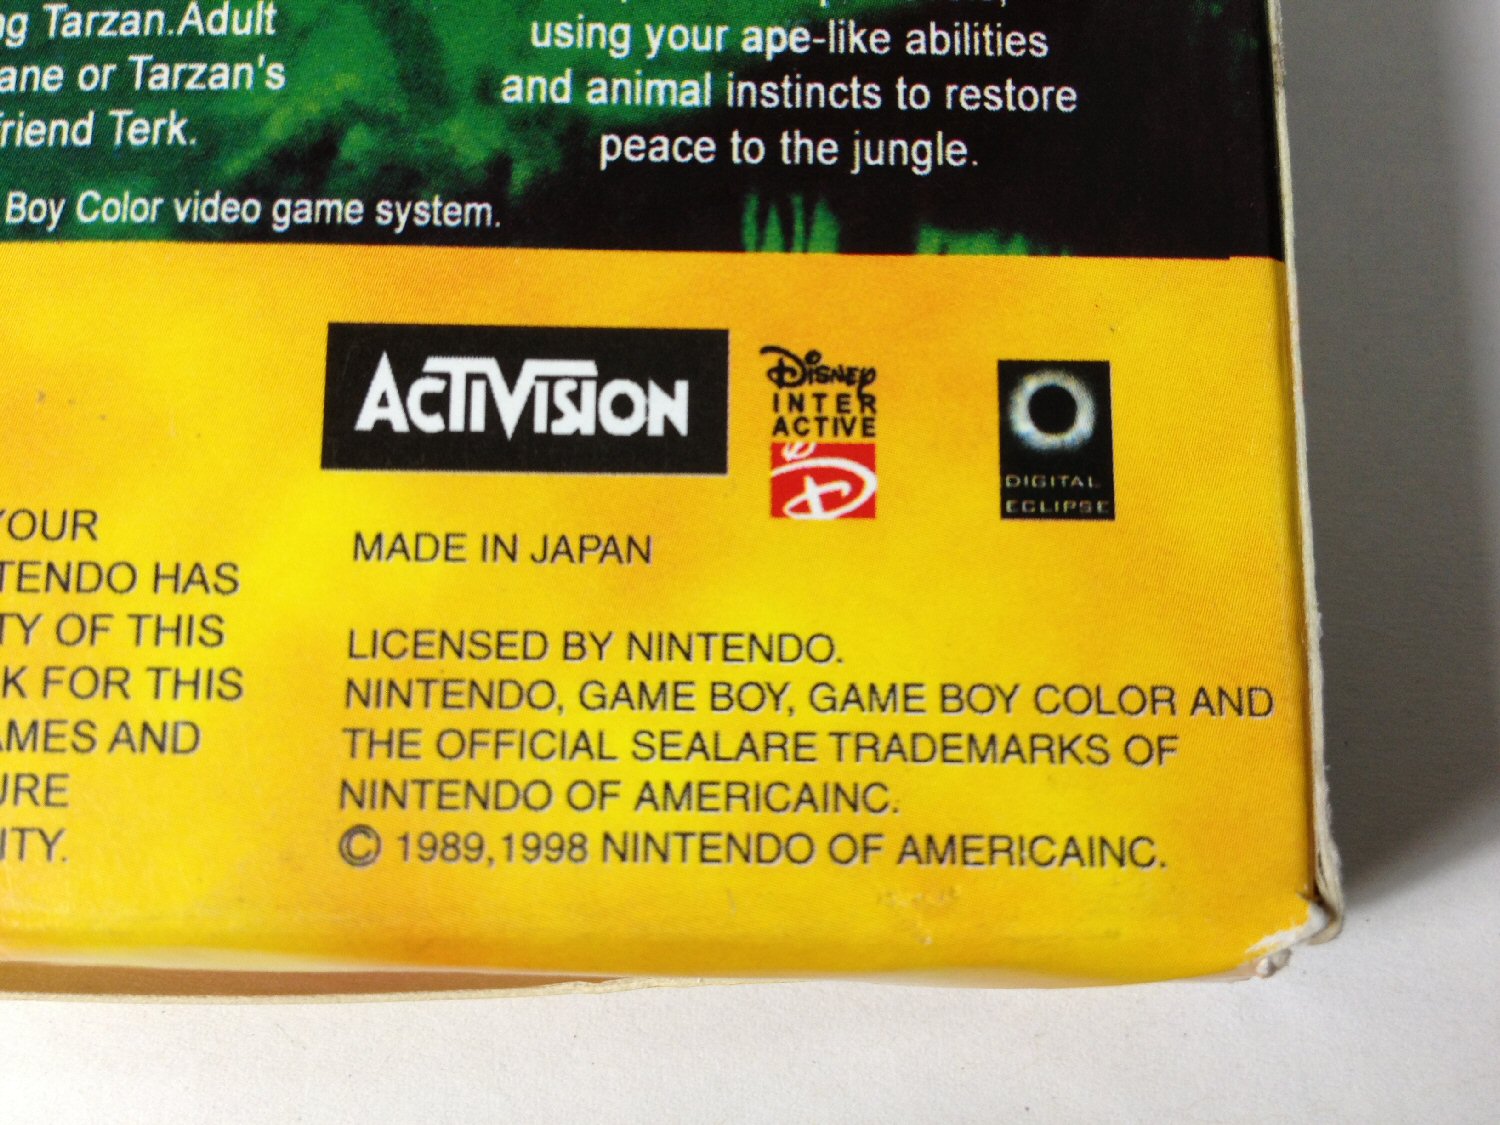 ng Tarzan.Adult
ane or Tarzan's
friend Terk.
Boy Color video game system.
using your ape-like abilities
and animal instincts to restore
peace to the jungle.
ACTIVISION
DISNEY
INTER
ACTIVE
D
DIGITAL
ECLIPSE
YOUR
TENDO HAS
TY OF THIS
K FOR THIS
AMES AND
URE
ITY.
MADE IN JAPAN
LICENSED BY NINTENDO.
NINTENDO, GAME BOY, GAME BOY COLOR AND
THE OFFICIAL SEALARE TRADEMARKS OF
NINTENDO OF AMERICAINC.
© 1989,1998 NINTENDO OF AMERICAINC.